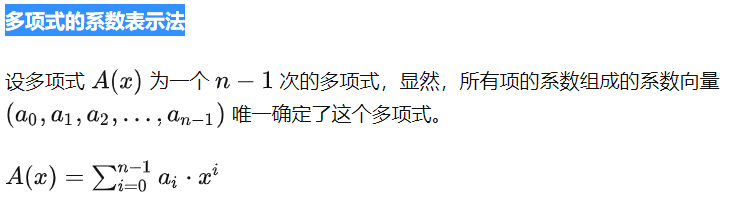 多项式的系数表示法
设多项式 A(x) 为一个 n − 1 次的多项式，显然，所有项的系数组成的系数向量
(a₀, a₁, a₂, . . . , aₙ₋₁) 唯一确定了这个多项式。
A(x) = ∑ᵢ₌₀ⁿ⁻¹ aᵢ · xⁱ